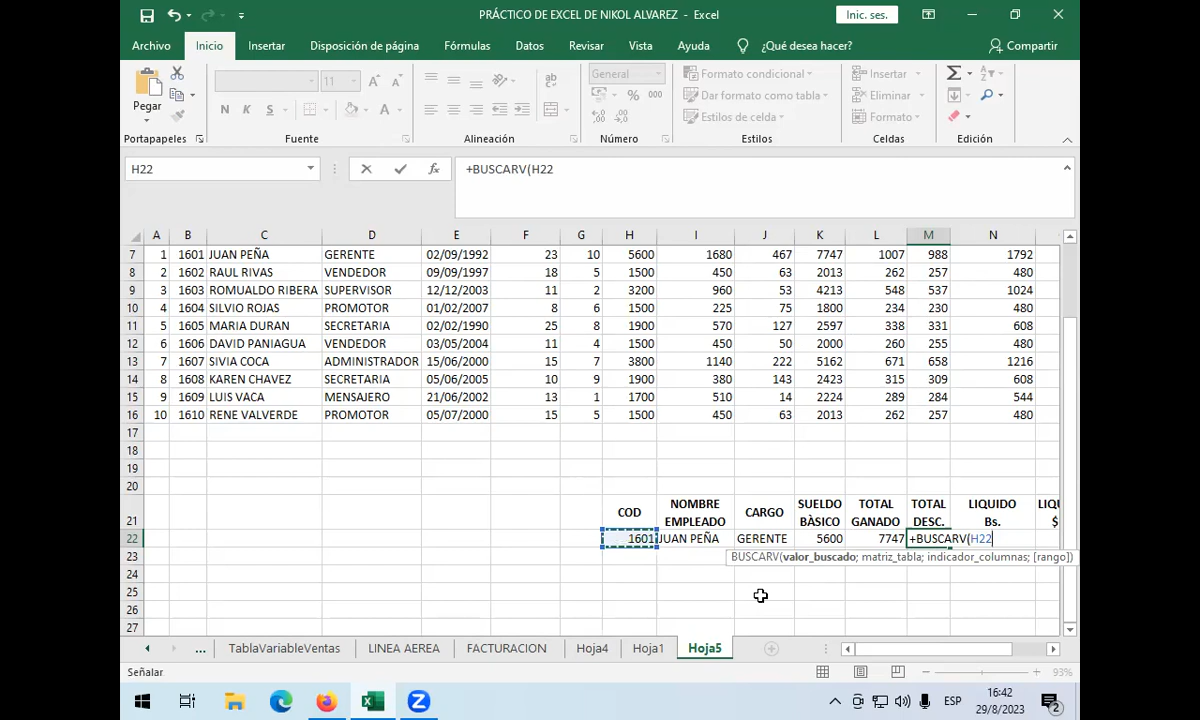 PRÁCTICO DE EXCEL DE NIKOL ALVAREZ - Excel
Inic. ses.
Archivo Inicio Insertar Disposición de página Fórmulas Datos Revisar Vista Ayuda ¿Qué desea hacer? Compartir
Pegar
11
N K S
General
% 000
Formato condicional
Dar formato como tabla
Estilos de celda
Insertar
Eliminar
Formato
Portapapeles Fuente Alineación Número Estilos Celdas Edición
H22 fx +BUSCARV(H22
A B C D E F G H I J K L M N
7 1 1601 JUAN PEÑA GERENTE 02/09/1992 23 10 5600 1680 467 7747 1007 988 1792
8 2 1602 RAUL RIVAS VENDEDOR 09/09/1997 18 5 1500 450 63 2013 262 257 480
9 3 1603 ROMUALDO RIBERA SUPERVISOR 12/12/2003 11 2 3200 960 53 4213 548 537 1024
10 4 1604 SILVIO ROJAS PROMOTOR 01/02/2007 8 6 1500 225 75 1800 234 230 480
11 5 1605 MARIA DURAN SECRETARIA 02/02/1990 25 8 1900 570 127 2597 338 331 608
12 6 1606 DAVID PANIAGUA VENDEDOR 03/05/2004 11 4 1500 450 50 2000 260 255 480
13 7 1607 SIVIA COCA ADMINISTRADOR 15/06/2000 15 7 3800 1140 222 5162 671 658 1216
14 8 1608 KAREN CHAVEZ SECRETARIA 05/06/2005 10 9 1900 380 143 2423 315 309 608
15 9 1609 LUIS VACA MENSAJERO 21/06/2002 13 1 1700 510 14 2224 289 284 544
16 10 1610 RENE VALVERDE PROMOTOR 05/07/2000 15 5 1500 450 63 2013 262 257 480
17
18
19
20
NOMBRE SUELDO TOTAL TOTAL LIQUIDO LIQU
COD CARGO
21 EMPLEADO BÀSICO GANADO DESC. Bs. $
22 1601 JUAN PEÑA GERENTE 5600 7747 +BUSCARV(H22
23 BUSCARV(valor_buscado; matriz_tabla; indicador_columnas; [rango])
24
25
26
27
... TablaVariableVentas LINEA AEREA FACTURACION Hoja4 Hoja1 Hoja5
Señalar 93%
ESP 16:42
29/8/2023
2